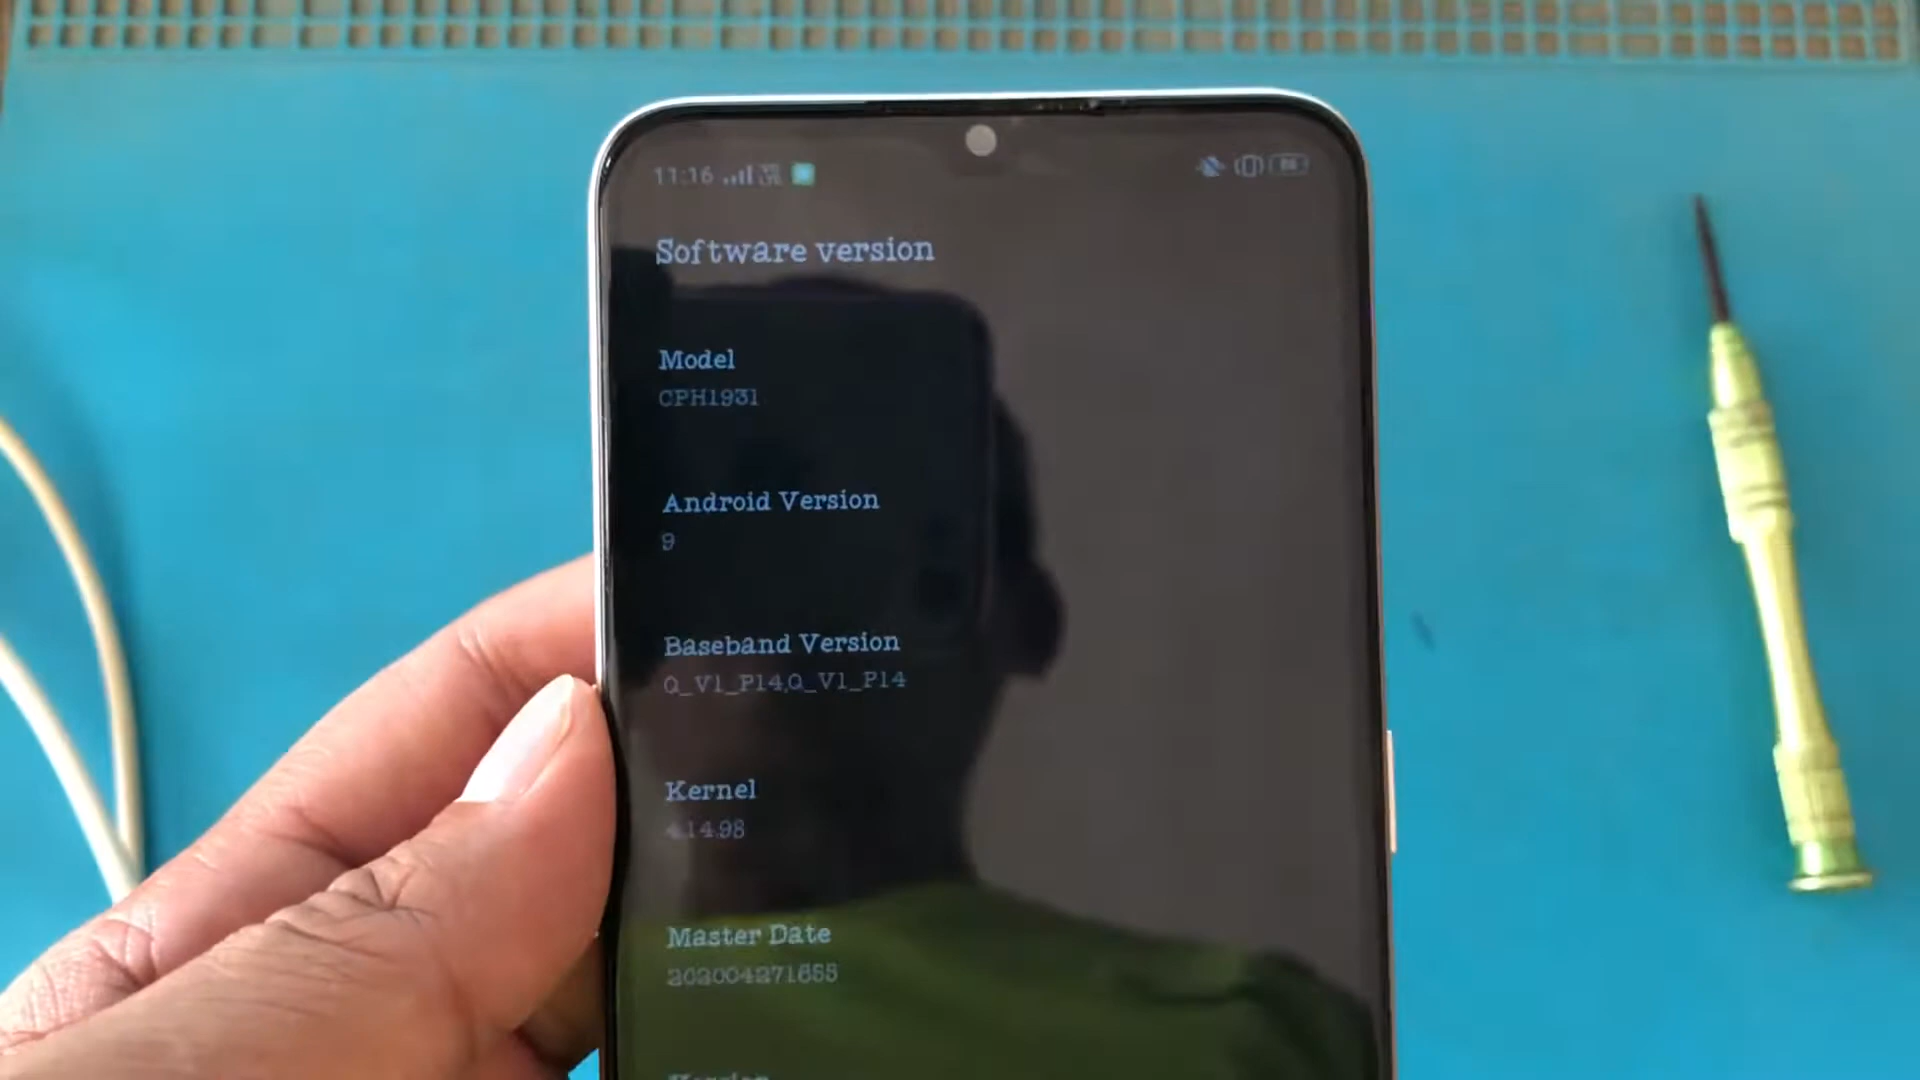 11:16
Software version
Model
CPH1931
Android Version
9
Baseband Version
Q_V1_P14,Q_V1_P14
Kernel
4.14.98
Master Date
202004271655
Version